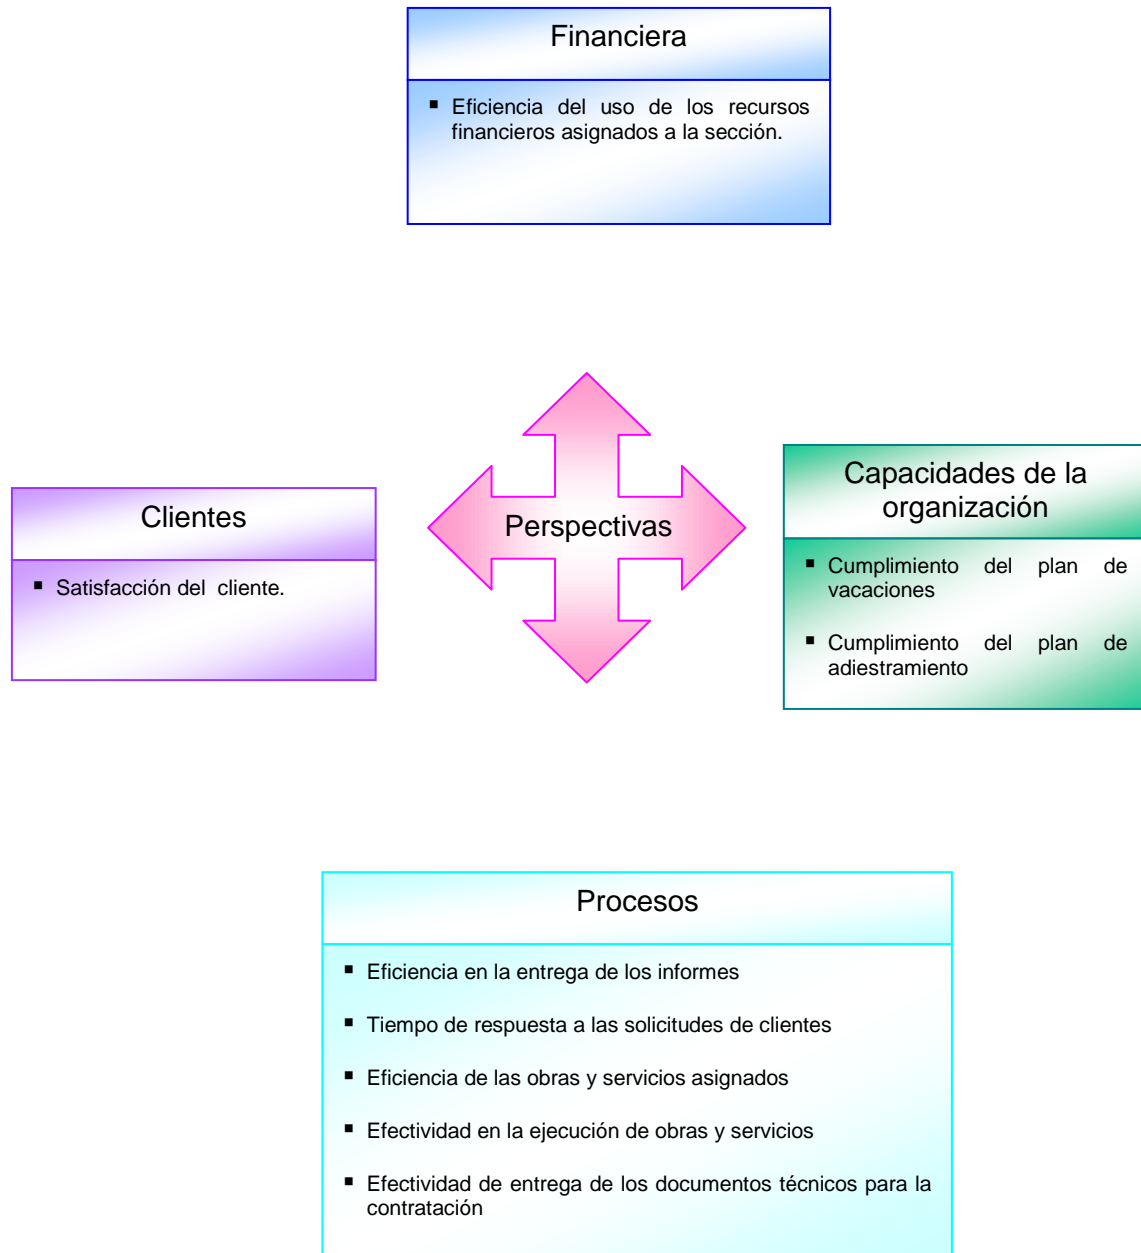 Financiera
▪ Eficiencia del uso de los recursos
financieros asignados a la sección.
Perspectivas
Clientes
▪ Satisfacción del cliente.
Capacidades de la
organización
▪ Cumplimiento del plan de
vacaciones
▪ Cumplimiento del plan de
adiestramiento
Procesos
▪ Eficiencia en la entrega de los informes
▪ Tiempo de respuesta a las solicitudes de clientes
▪ Eficiencia de las obras y servicios asignados
▪ Efectividad en la ejecución de obras y servicios
▪ Efectividad de entrega de los documentos técnicos para la
contratación